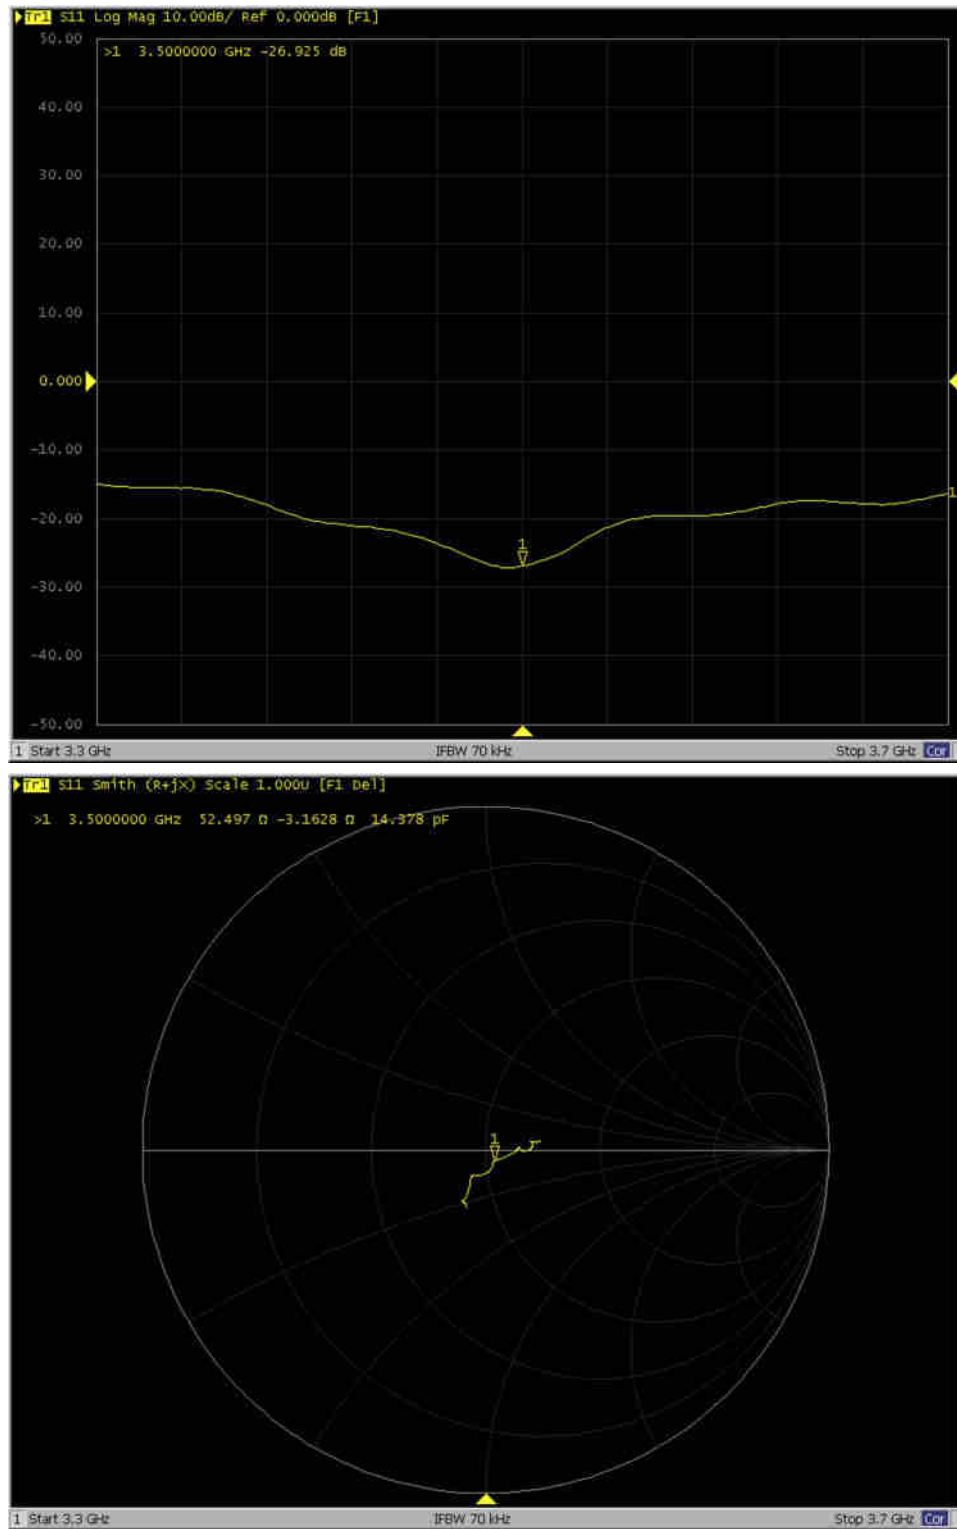 Tr1 S11 Log Mag 10.00dB/ Ref 0.000dB [F1]
50.00
>1 3.5000000 GHz -26.925 dB
40.00
30.00
20.00
10.00
0.000
-10.00
-20.00
1
1
-30.00
-40.00
-50.00
1 Start 3.3 GHz IFBW 70 kHz Stop 3.7 GHz Cor
Tr1 S11 Smith (R+jX) Scale 1.000U [F1 Del]
>1 3.5000000 GHz 52.497 Ω -3.1628 Ω 14.378 pF
1
1 Start 3.3 GHz IFBW 70 kHz Stop 3.7 GHz Cor